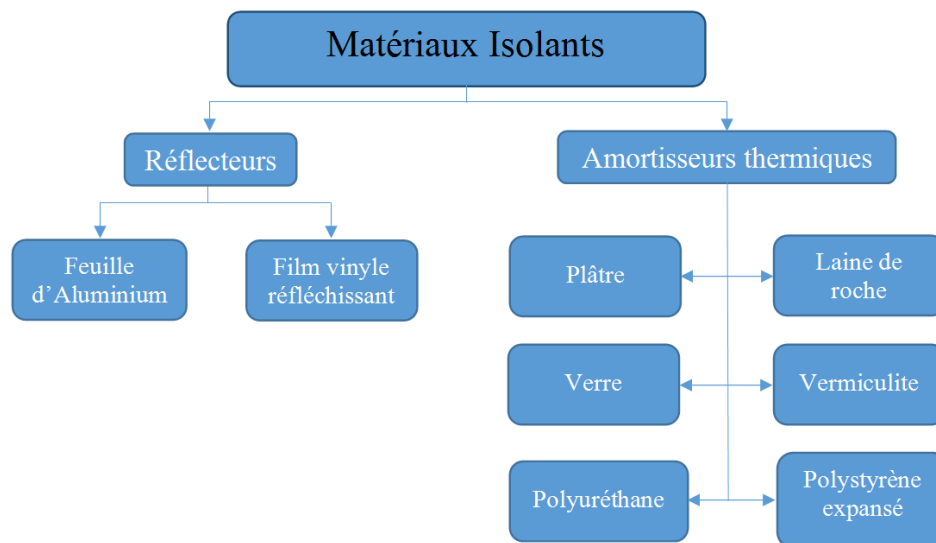 Matériaux Isolants
Réflecteurs
Amortisseurs thermiques
Feuille
d’Aluminium
Film vinyle
réfléchissant
Plâtre
Laine de
roche
Verre
Vermiculite
Polyuréthane
Polystyrène
expansé